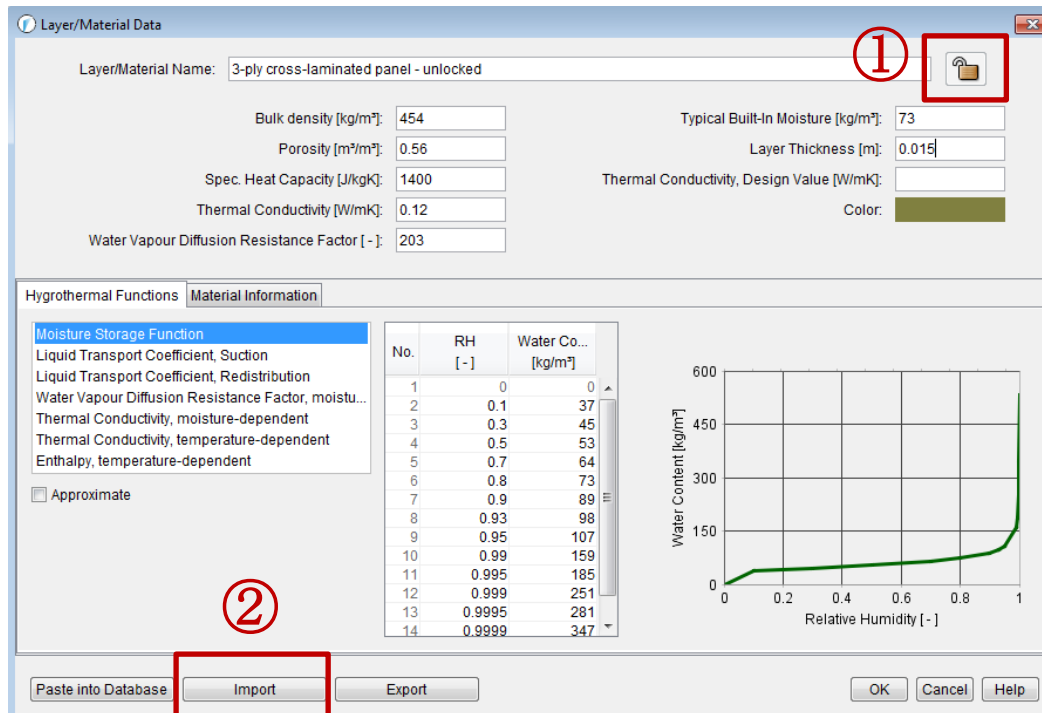 Layer/Material Data
①
Layer/Material Name: 3-ply cross-laminated panel - unlocked
Bulk density [kg/m³]: 454 Typical Built-In Moisture [kg/m³]: 73
Porosity [m³/m³]: 0.56 Layer Thickness [m]: 0.015
Spec. Heat Capacity [J/kgK]: 1400 Thermal Conductivity, Design Value [W/mK]:
Thermal Conductivity [W/mK]: 0.12 Color:
Water Vapour Diffusion Resistance Factor [ - ]: 203
Hygrothermal Functions Material Information
Moisture Storage Function
Liquid Transport Coefficient, Suction
Liquid Transport Coefficient, Redistribution
Water Vapour Diffusion Resistance Factor, moistu...
Thermal Conductivity, moisture-dependent
Thermal Conductivity, temperature-dependent
Enthalpy, temperature-dependent
Approximate
No. RH Water Co...
[ - ] [kg/m³]
1 0 0
2 0.1 37
3 0.3 45
4 0.5 53
5 0.7 64
6 0.8 73
7 0.9 89
8 0.93 98
9 0.95 107
10 0.99 159
11 0.995 185
12 0.999 251
13 0.9995 281
14 0.9999 347
Water Content [kg/m³]
600
450
300
150
0
0 0.2 0.4 0.6 0.8 1
Relative Humidity [ - ]
②
Paste into Database Import Export OK Cancel Help